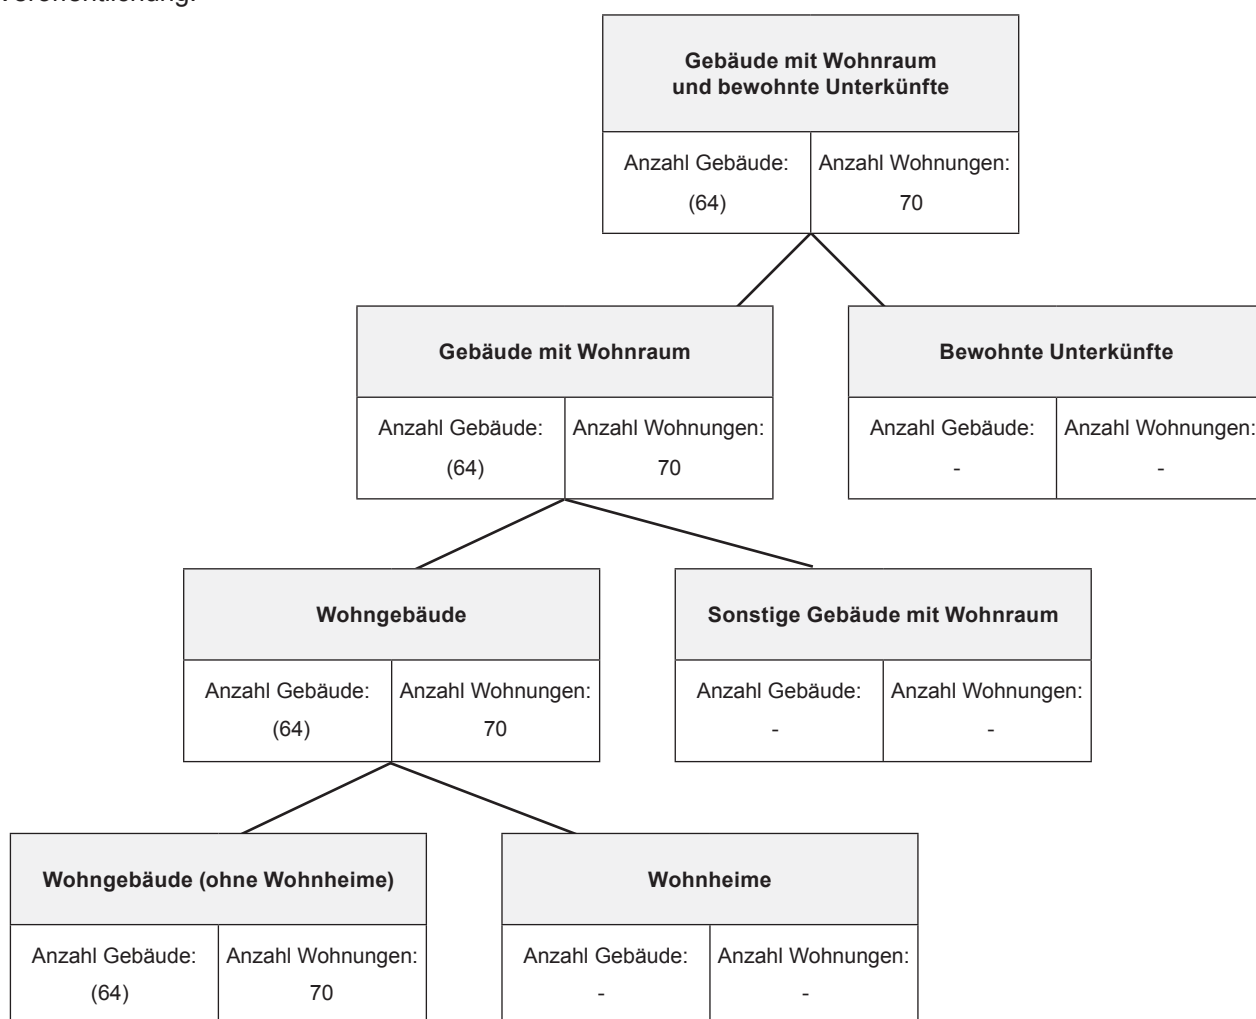 Veröffentlichung.
Gebäude mit Wohnraum
und bewohnte Unterkünfte
Anzahl Gebäude: Anzahl Wohnungen:
(64) 70
Gebäude mit Wohnraum Bewohnte Unterkünfte
Anzahl Gebäude: Anzahl Wohnungen: Anzahl Gebäude: Anzahl Wohnungen:
(64) 70 - -
Wohngebäude Sonstige Gebäude mit Wohnraum
Anzahl Gebäude: Anzahl Wohnungen: Anzahl Gebäude: Anzahl Wohnungen:
(64) 70 - -
Wohngebäude (ohne Wohnheime) Wohnheime
Anzahl Gebäude: Anzahl Wohnungen: Anzahl Gebäude: Anzahl Wohnungen:
(64) 70 - -